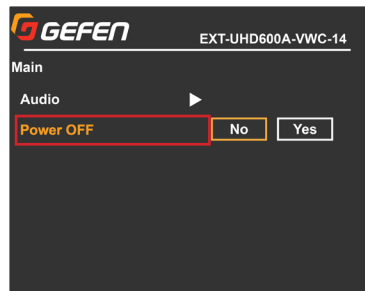 GEFEN
EXT-UHD600A-VWC-14
Main
Audio
Power OFF No Yes